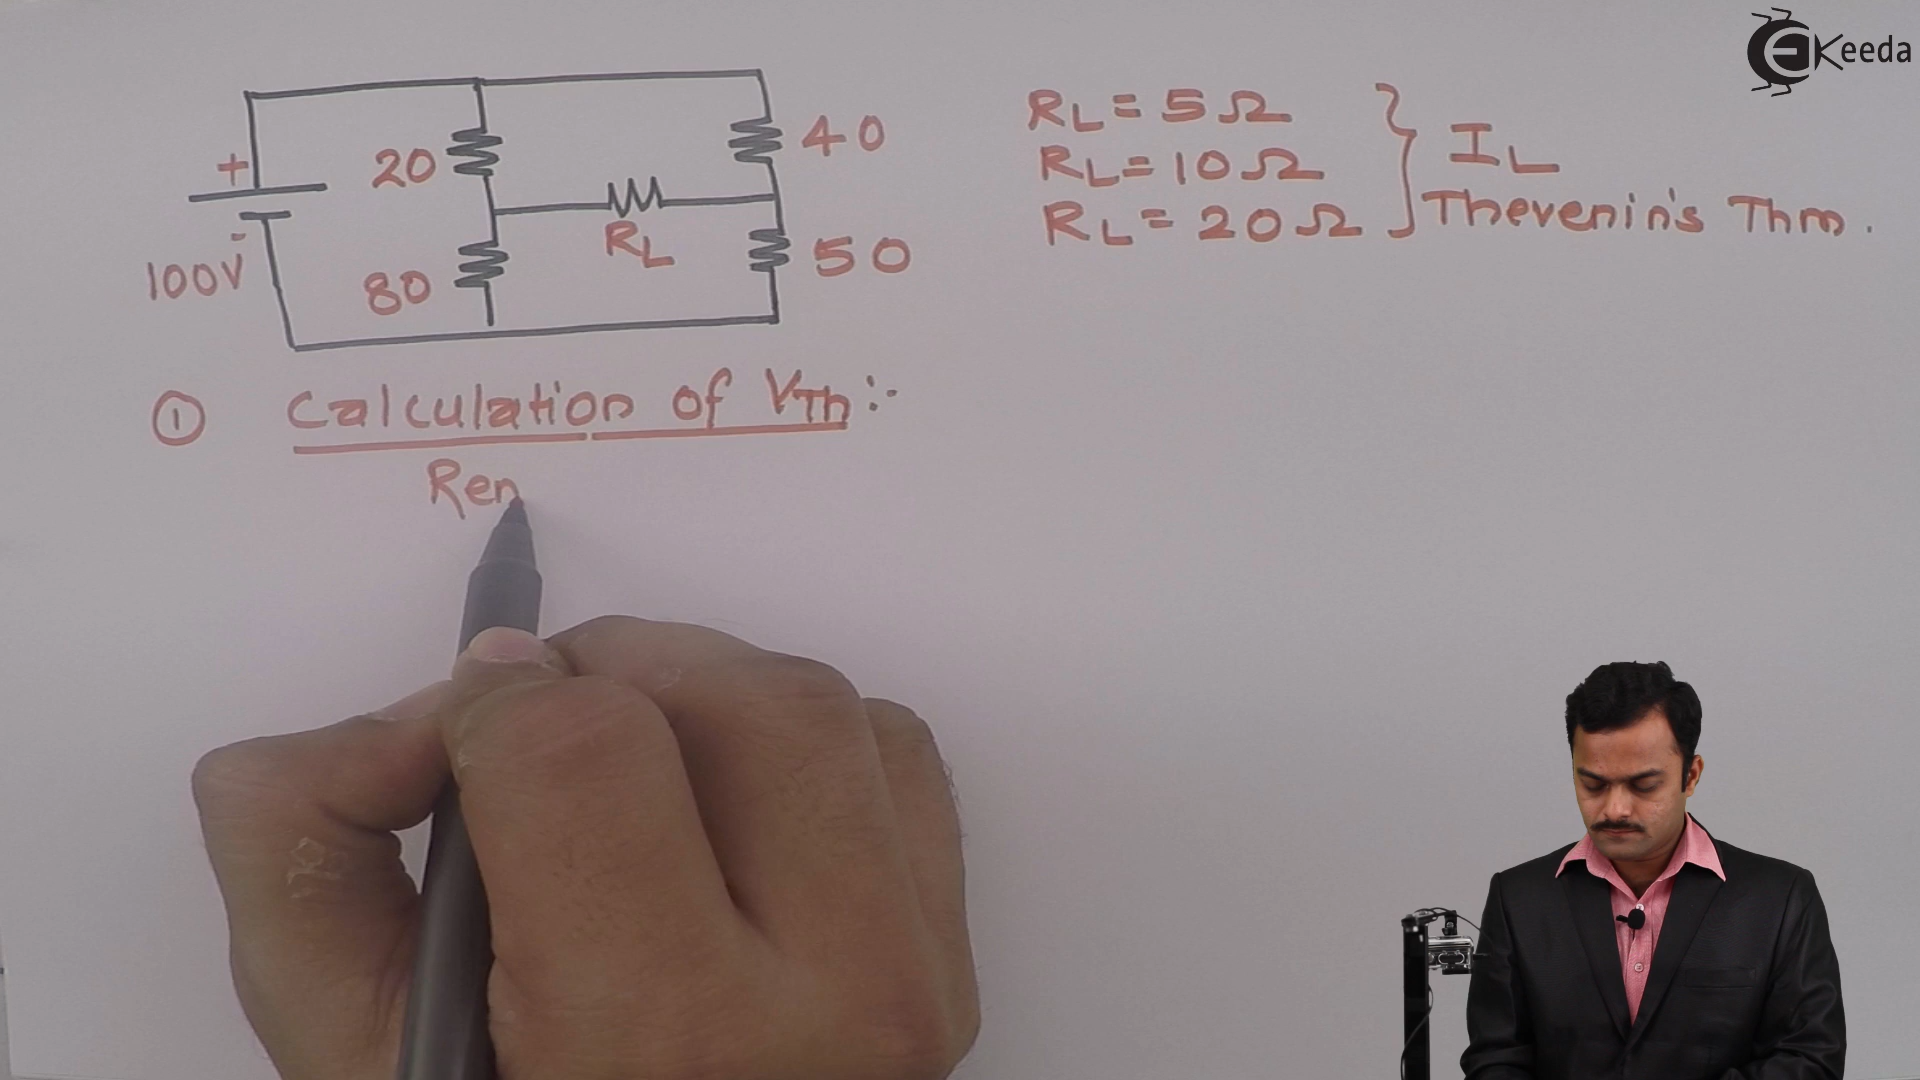 EKeeda
+
20
40
RL
-
100V
80
50
RL = 5Ω
RL = 10Ω
RL = 20Ω
IL
Thevenin's Thm.
① Calculation of VTh :-
Ren